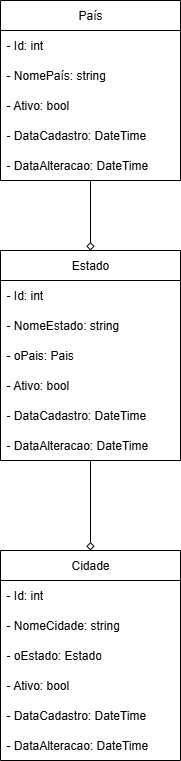 País
- Id: int
- NomePaís: string
- Ativo: bool
- DataCadastro: DateTime
- DataAlteracao: DateTime
Estado
- Id: int
- NomeEstado: string
- oPais: Pais
- Ativo: bool
- DataCadastro: DateTime
- DataAlteracao: DateTime
Cidade
- Id: int
- NomeCidade: string
- oEstado: Estado
- Ativo: bool
- DataCadastro: DateTime
- DataAlteracao: DateTime